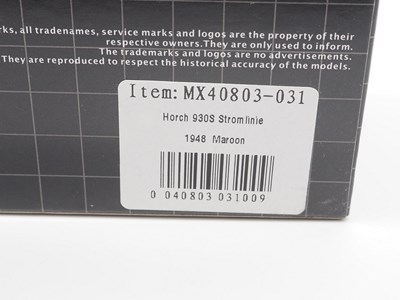 rks, all tradenames, service marks and logos are the property of their
respective owners.They are only used to inform.
The trademarks and logos are no advertisements.
They are reproduced to respect the historical accuracy of the models.
Item:MX40803-031
Horch 930S Stromlinie
1948 Maroon
0 040803 031009